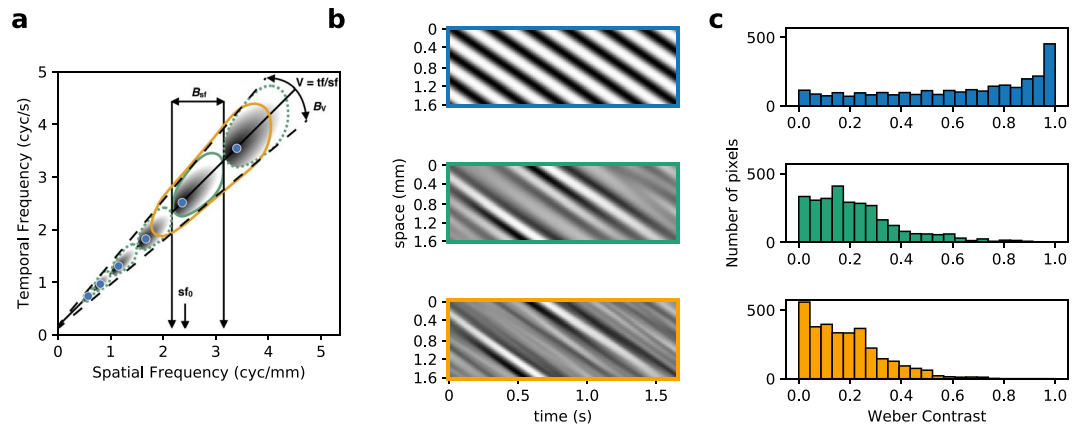 a
b
c
5
4
3
2
1
0
Temporal Frequency (cyc/s)
Bsf
V = tf/sf
BV
sf0
0 1 2 3 4 5
Spatial Frequency (cyc/mm)
0
0.4
0.8
1.2
1.6
0
0.4
0.8
1.2
1.6
0
0.4
0.8
1.2
1.6
space (mm)
0 0.5 1.0 1.5
time (s)
500
0
0.0 0.2 0.4 0.6 0.8 1.0
500
0
0.0 0.2 0.4 0.6 0.8 1.0
500
0
0.0 0.2 0.4 0.6 0.8 1.0
Number of pixels
Weber Contrast